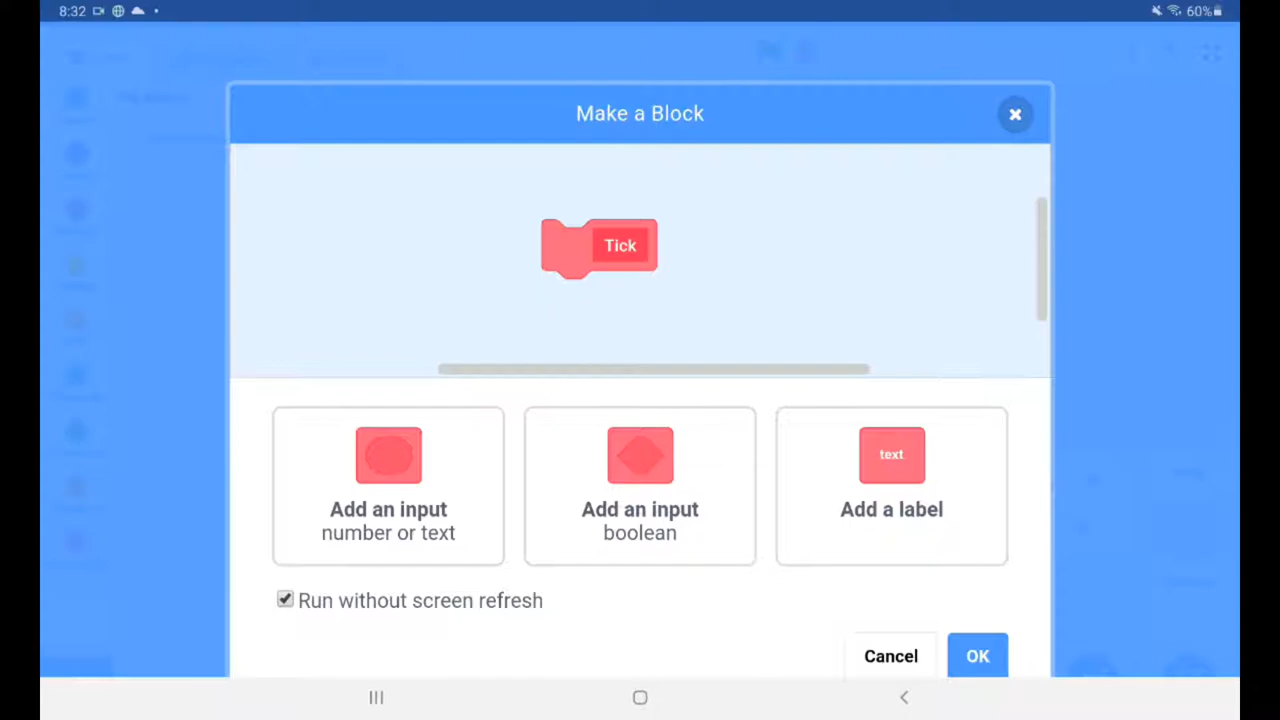 8:32
60%
Make a Block
Tick
text
Add an input
number or text
Add an input
boolean
Add a label
Run without screen refresh
Cancel
OK